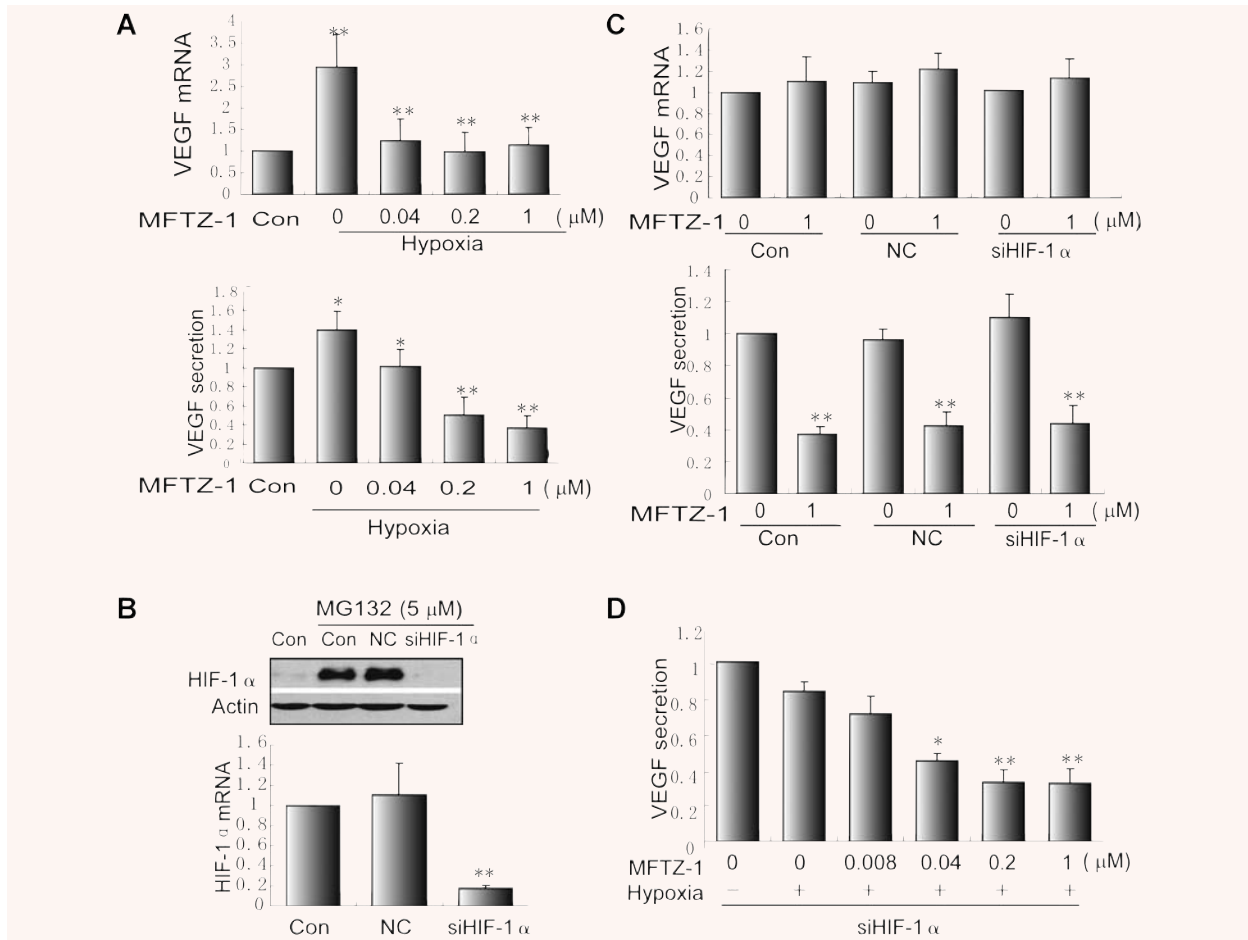 A
VEGF mRNA
4
3.5
3
2.5
2
1.5
1
0.5
0
**
**
**
**
MFTZ-1 Con 0 0.04 0.2 1 ( μM)
Hypoxia
VEGF secretion
1.8
1.6
1.4
1.2
1
0.8
0.6
0.4
0.2
0
*
*
**
**
MFTZ-1 Con 0 0.04 0.2 1 ( μM)
Hypoxia
C
VEGF mRNA
1.6
1.4
1.2
1
0.8
0.6
0.4
0.2
0
MFTZ-1 0 1 0 1 0 1 ( μM)
Con NC siHIF-1 α
VEGF secretion
1.4
1.2
1
0.8
0.6
0.4
0.2
0
**
**
**
MFTZ-1 0 1 0 1 0 1 ( μM)
Con NC siHIF-1 α
B
MG132 (5 μM)
Con Con NC siHIF-1 α
HIF-1 α
Actin
HIF-1 α mRNA
1.6
1.4
1.2
1
0.8
0.6
0.4
0.2
0
**
Con NC siHIF-1 α
D
VEGF secretion
1.2
1
0.8
0.6
0.4
0.2
0
*
**
**
MFTZ-1 0 0 0.008 0.04 0.2 1 ( μM)
Hypoxia − + + + + +
siHIF-1 α